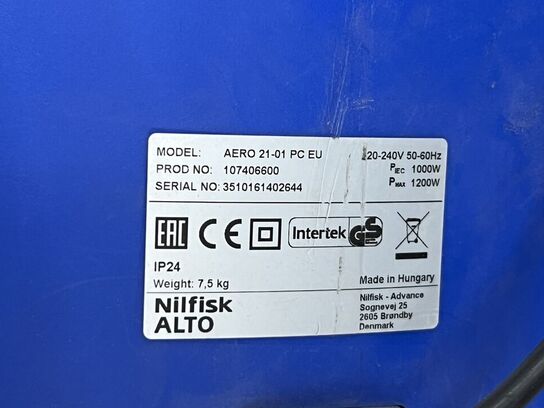 MODEL: AERO 21-01 PC EU
PROD NO: 107406600
SERIAL NO: 3510161402644
20-240V 50-60Hz
PIEC 1000W
PMAX 1200W
EAC CE Intertek GS
IP24
Weight: 7,5 kg
Made in Hungary
Nilfisk
ALTO
Nilfisk - Advance
Sognevej 25
2605 Brøndby
Denmark